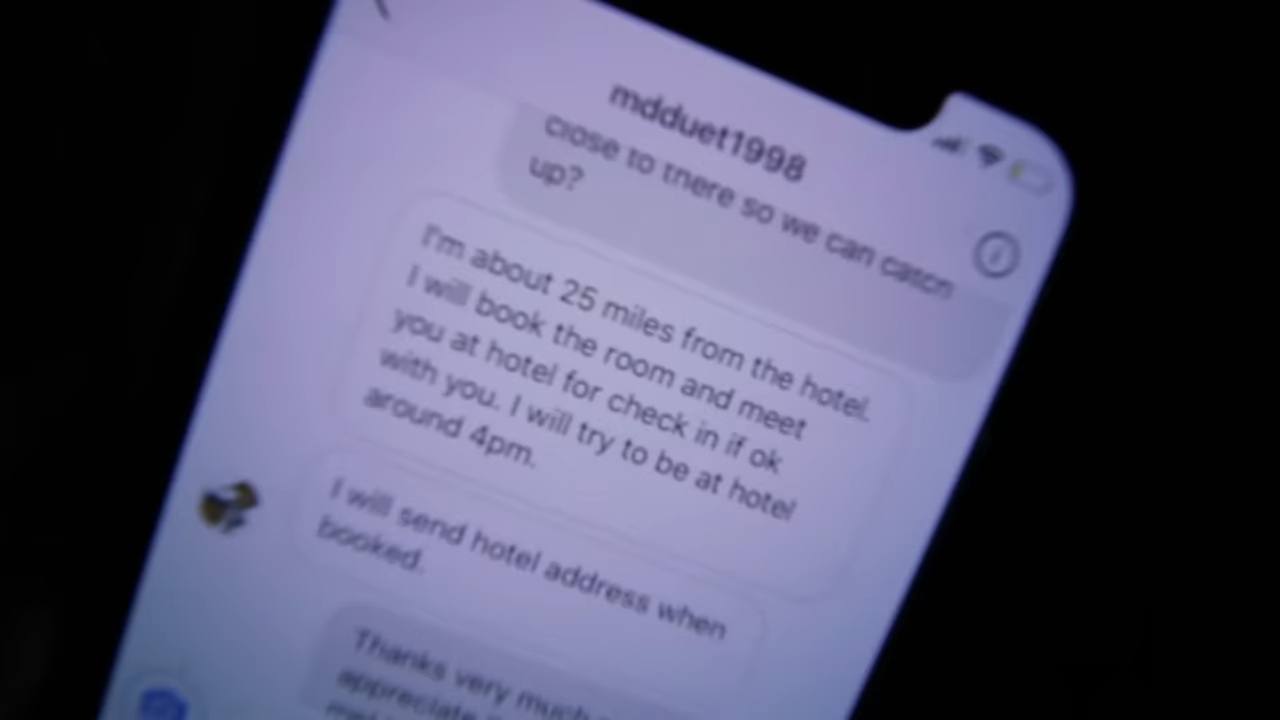 mdduet1998
close to there so we can catch
up?
I'm about 25 miles from the hotel.
I will book the room and meet
you at hotel for check in if ok
with you. I will try to be at hotel
around 4pm.
I will send hotel address when
booked.
Thanks very much
appreciate